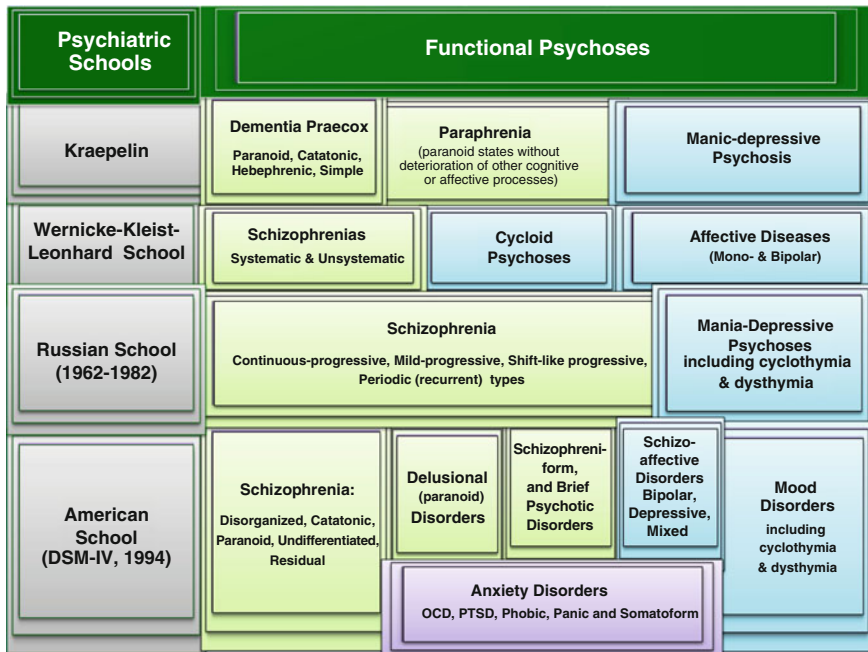 Psychiatric
Schools
Functional Psychoses
Kraepelin
Dementia Praecox
Paranoid, Catatonic,
Hebephrenic, Simple
Paraphrenia
(paranoid states without
deterioration of other cognitive
or affective processes)
Manic-depressive
Psychosis
Wernicke-Kleist-
Leonhard School
Schizophrenias
Systematic & Unsystematic
Cycloid
Psychoses
Affective Diseases
(Mono- & Bipolar)
Russian School
(1962-1982)
Schizophrenia
Continuous-progressive, Mild-progressive, Shift-like progressive,
Periodic (recurrent) types
Mania-Depressive
Psychoses
including cyclothymia
& dysthymia
American
School
(DSM-IV, 1994)
Schizophrenia:
Disorganized, Catatonic,
Paranoid, Undifferentiated,
Residual
Delusional
(paranoid)
Disorders
Schizophreni-
form,
and Brief
Psychotic
Disorders
Schizo-
affective
Disorders
Bipolar,
Depressive,
Mixed
Mood
Disorders
including
cyclothymia
& dysthymia
Anxiety Disorders
OCD, PTSD, Phobic, Panic and Somatoform